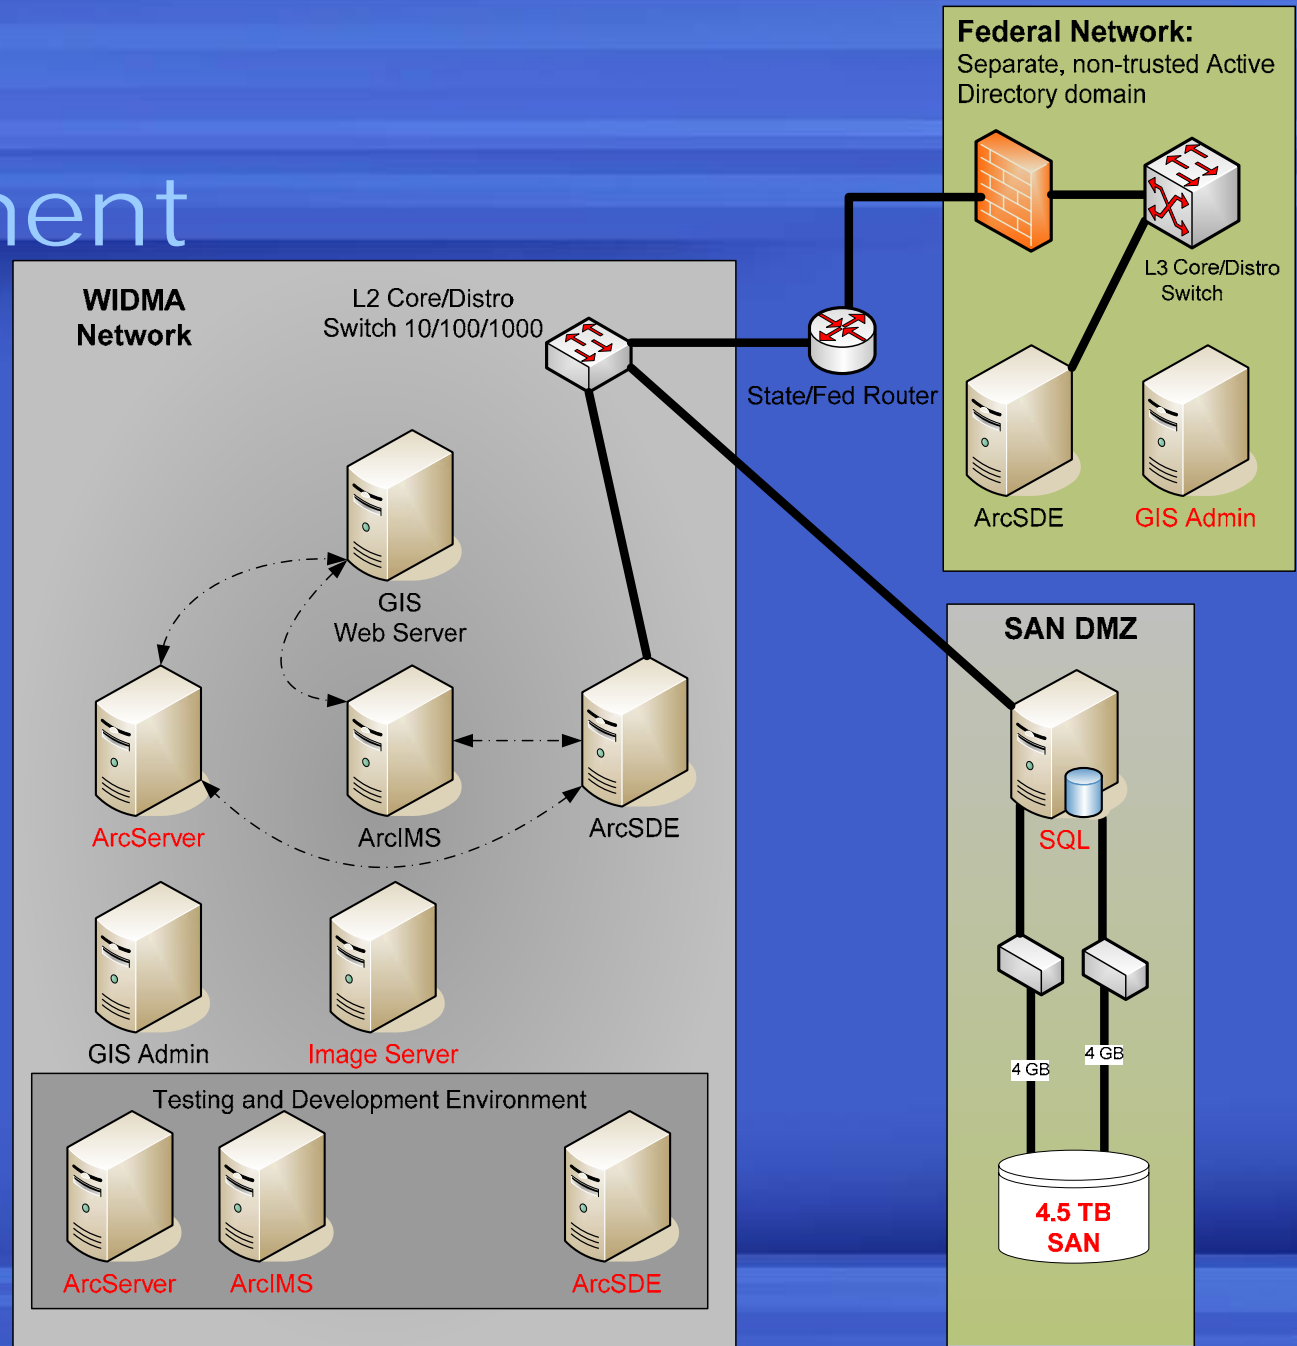 Federal Network:
Separate, non-trusted Active
Directory domain
L3 Core/Distro
Switch
ArcSDE
GIS Admin
WIDMA
Network
L2 Core/Distro
Switch 10/100/1000
State/Fed Router
GIS
Web Server
ArcServer
ArcIMS
ArcSDE
GIS Admin
Image Server
Testing and Development Environment
ArcServer
ArcIMS
ArcSDE
SAN DMZ
SQL
4 GB
4 GB
4.5 TB
SAN